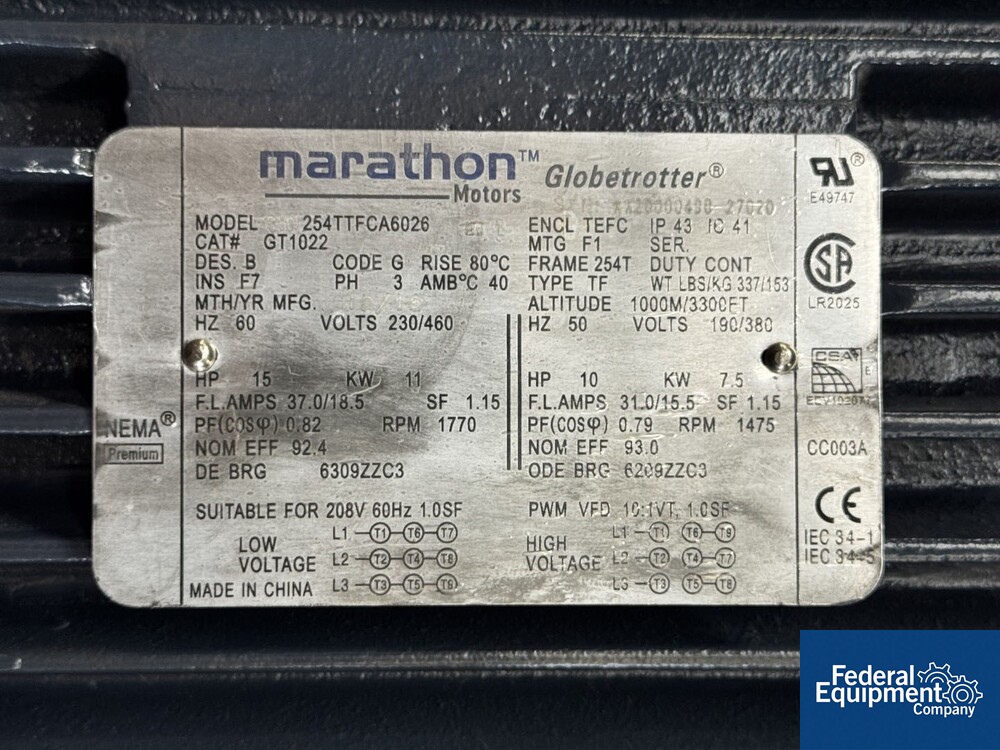 marathon™
Motors
Globetrotter®
MODEL 254TTFCA6026
CAT# GT1022
DES. B CODE G RISE 80°C
INS F7 PH 3 AMB°C 40
MTH/YR MFG.
ENCL TEFC IP 43 IC 41
MTG F1 SER.
FRAME 254T DUTY CONT
TYPE TF WT LBS/KG 337/153
ALTITUDE 1000M/3300FT
HZ 60 VOLTS 230/460
HP 15 KW 11
F.L.AMPS 37.0/18.5 SF 1.15
PF(COSφ) 0.82 RPM 1770
NOM EFF 92.4
DE BRG 6309ZZC3
HZ 50 VOLTS 190/380
HP 10 KW 7.5
F.L.AMPS 31.0/15.5 SF 1.15
PF(COSφ) 0.79 RPM 1475
NOM EFF 93.0
ODE BRG 6209ZZC3
SUITABLE FOR 208V 60Hz 1.0SF
PWM VFD 10:1VT, 1.0SF
LOW
VOLTAGE
L1 T1 T6 T7
L2 T2 T4 T8
L3 T3 T5 T9
HIGH
VOLTAGE
L1 T1 T6 T9
L2 T2 T4 T7
L3 T3 T5 T8
MADE IN CHINA
NEMA®
Premium
®
E49747
SA
LR2025
CSA
E
CC003A
CE
IEC 34-1
IEC 34-5
Federal
Equipment
Company